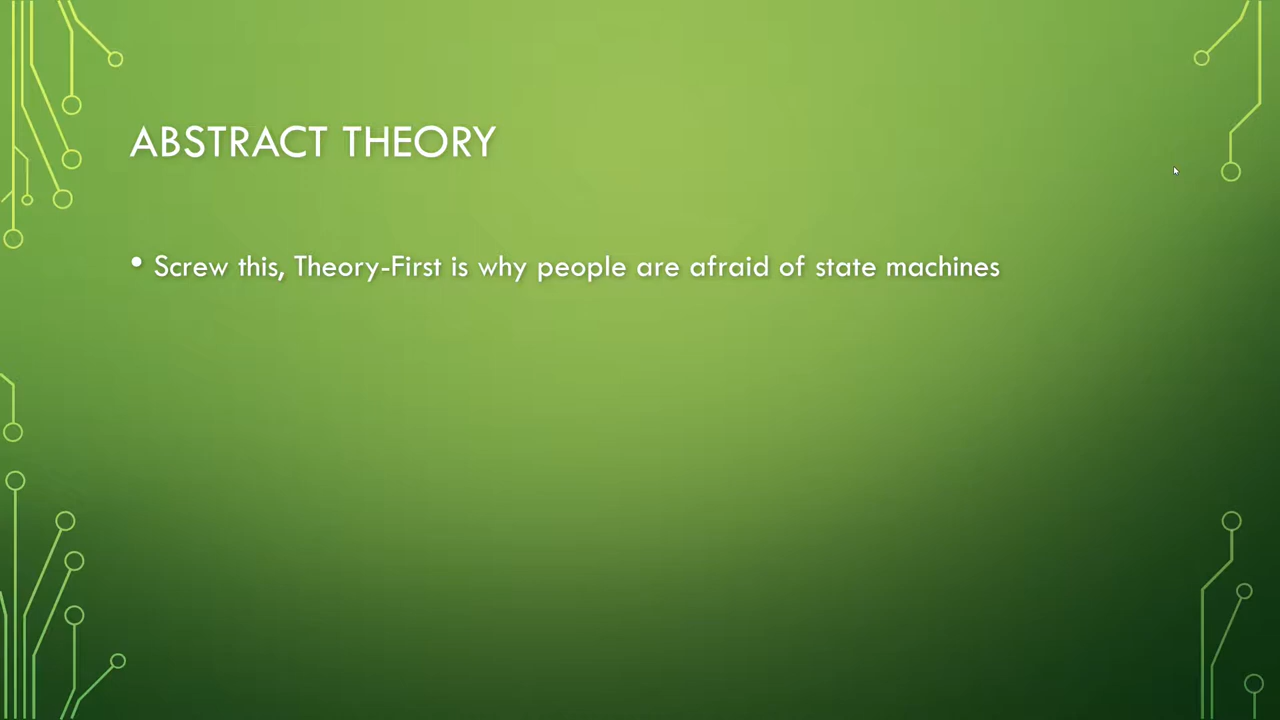 ABSTRACT THEORY
• Screw this, Theory-First is why people are afraid of state machines